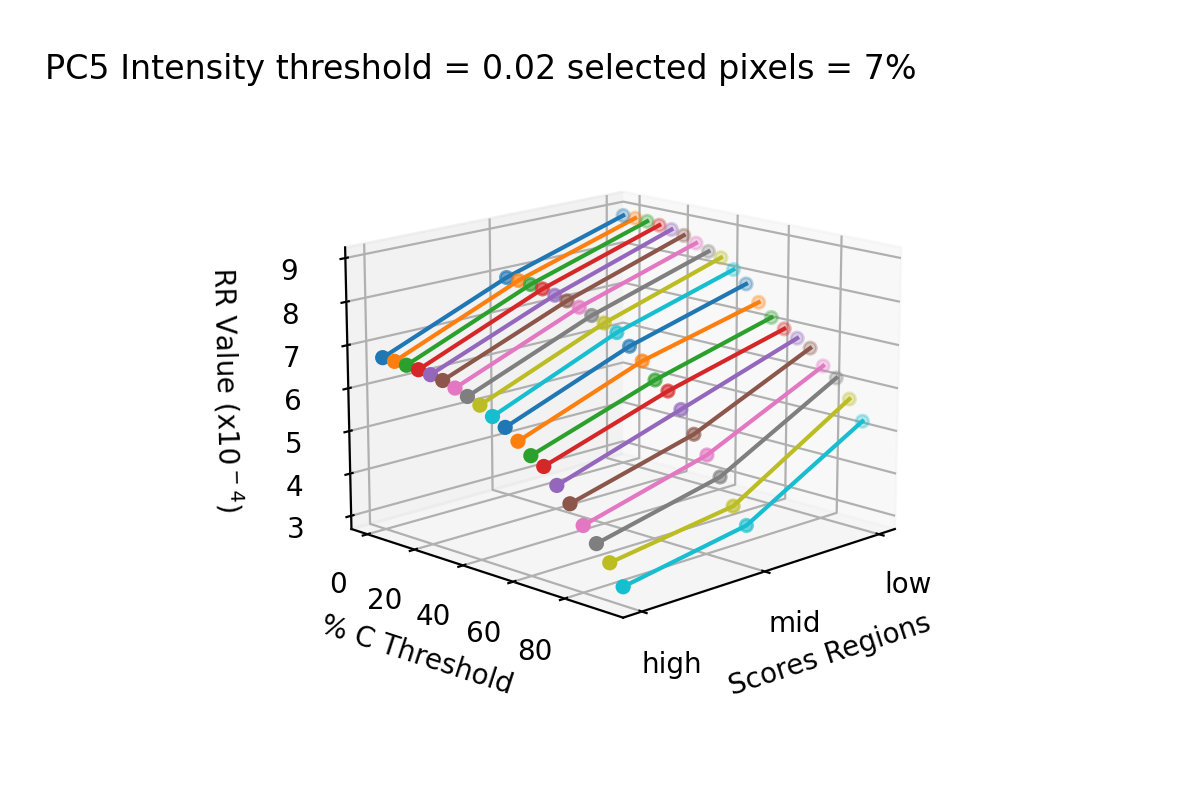 PC5 Intensity threshold = 0.02 selected pixels = 7%
RR Value (x10⁻⁴)
9
8
7
6
5
4
3
0
20
40
60
80
% C Threshold
high
mid
low
Scores Regions